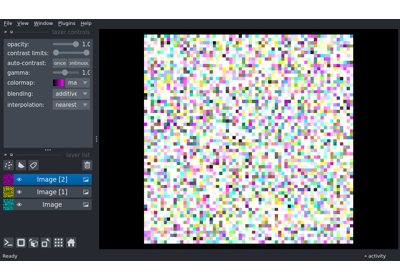 File View Window Plugins Help
layer controls
opacity: 1.0
contrast limits:
auto-contrast: once
gamma: 1.0
colormap: ma
blending: additive
interpolation: nearest
layer list
Image [2]
Image [1]
Image
Ready activity